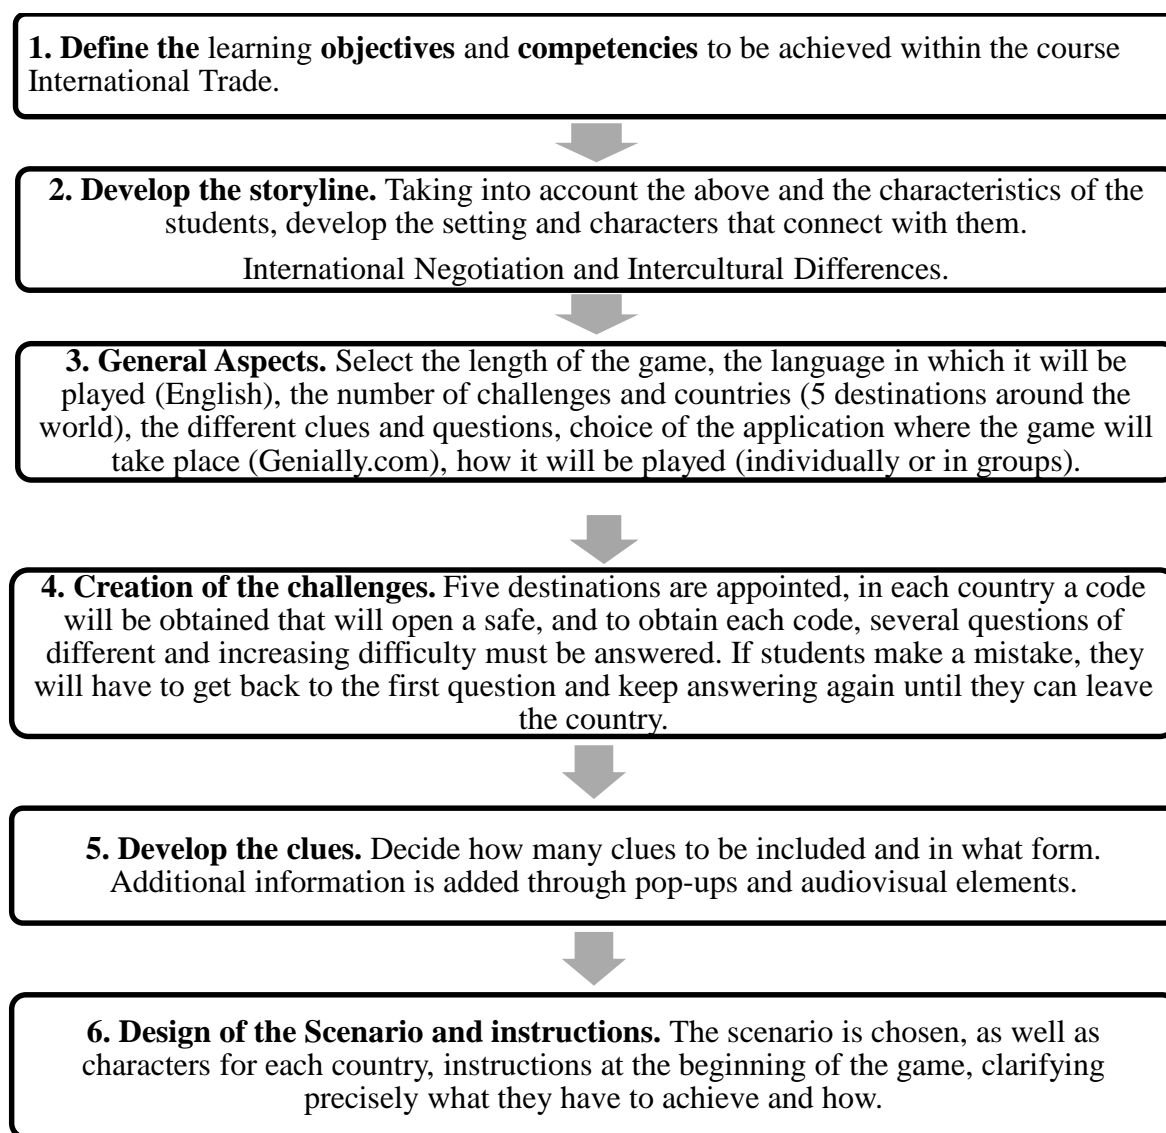 1. Define the learning objectives and competencies to be achieved within the course
International Trade.
2. Develop the storyline. Taking into account the above and the characteristics of the
students, develop the setting and characters that connect with them.
International Negotiation and Intercultural Differences.
3. General Aspects. Select the length of the game, the language in which it will be
played (English), the number of challenges and countries (5 destinations around the
world), the different clues and questions, choice of the application where the game will
take place (Genially.com), how it will be played (individually or in groups).
4. Creation of the challenges. Five destinations are appointed, in each country a code
will be obtained that will open a safe, and to obtain each code, several questions of
different and increasing difficulty must be answered. If students make a mistake, they
will have to get back to the first question and keep answering again until they can leave
the country.
5. Develop the clues. Decide how many clues to be included and in what form.
Additional information is added through pop-ups and audiovisual elements.
6. Design of the Scenario and instructions. The scenario is chosen, as well as
characters for each country, instructions at the beginning of the game, clarifying
precisely what they have to achieve and how.